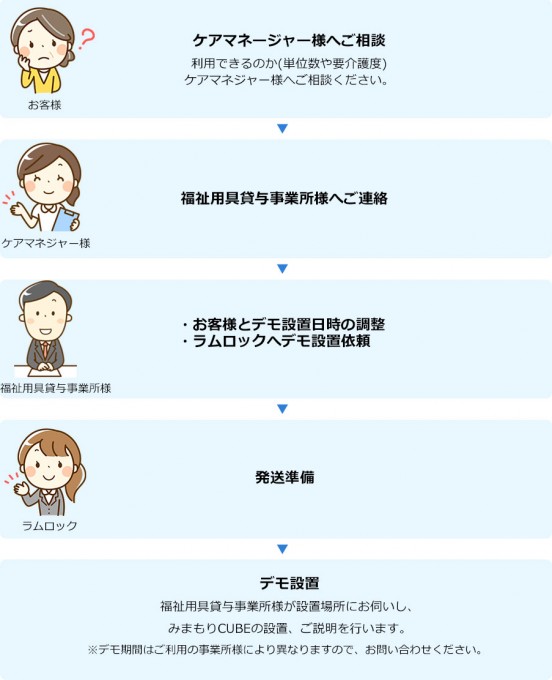 ケアマネージャー様へご相談
利用できるのか(単位数や要介護度)
ケアマネジャー様へご相談ください。
お客様
福祉用具貸与事業所様へご連絡
ケアマネジャー様
・お客様とデモ設置日時の調整
・ラムロックへデモ設置依頼
福祉用具貸与事業所様
発送準備
ラムロック
デモ設置
福祉用具貸与事業所様が設置場所にお伺いし、
みまもりCUBEの設置、ご説明を行います。
※デモ期間はご利用の事業所様により異なりますので、お問い合わせください。